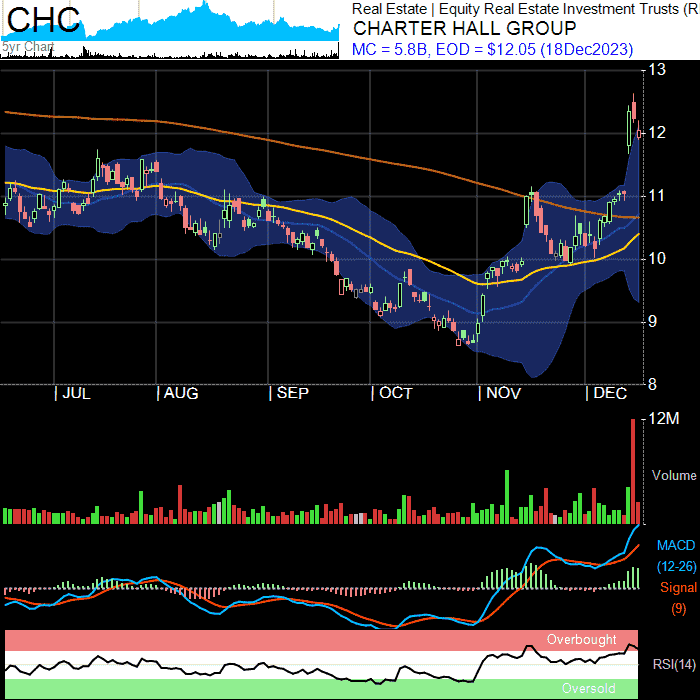 CHC
5yr Chart
Real Estate | Equity Real Estate Investment Trusts (R
CHARTER HALL GROUP
MC = 5.8B, EOD = $12.05 (18Dec2023)
13
12
11
10
9
8
| JUL | AUG | SEP | OCT | NOV | DEC
12M
Volume
MACD
(12-26)
Signal
(9)
Overbought
RSI(14)
Oversold